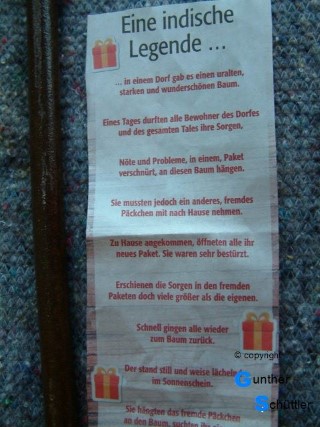 Eine indische
Legende ...
... in einem Dorf gab es einen uralten,
starken und wunderschönen Baum.
Eines Tages durften alle Bewohner des Dorfes
und des gesamten Tales ihre Sorgen,
Nöte und Probleme, in einem, Paket
verschnürt, an diesen Baum hängen.
Sie mussten jedoch ein anderes, fremdes
Päckchen mit nach Hause nehmen.
Zu Hause angekommen, öffneten alle ihr
neues Paket. Sie waren sehr bestürzt.
Erschienen die Sorgen in den fremden
Paketen doch viel größer als die eigenen.
Schnell gingen alle wieder
zum Baum zurück.
Der stand still und weise lächeln
im Sonnenschein.
Sie hängten das fremde Päckchen
an den Baum, suchten ihr
© copyright
Gunther
Schüttler